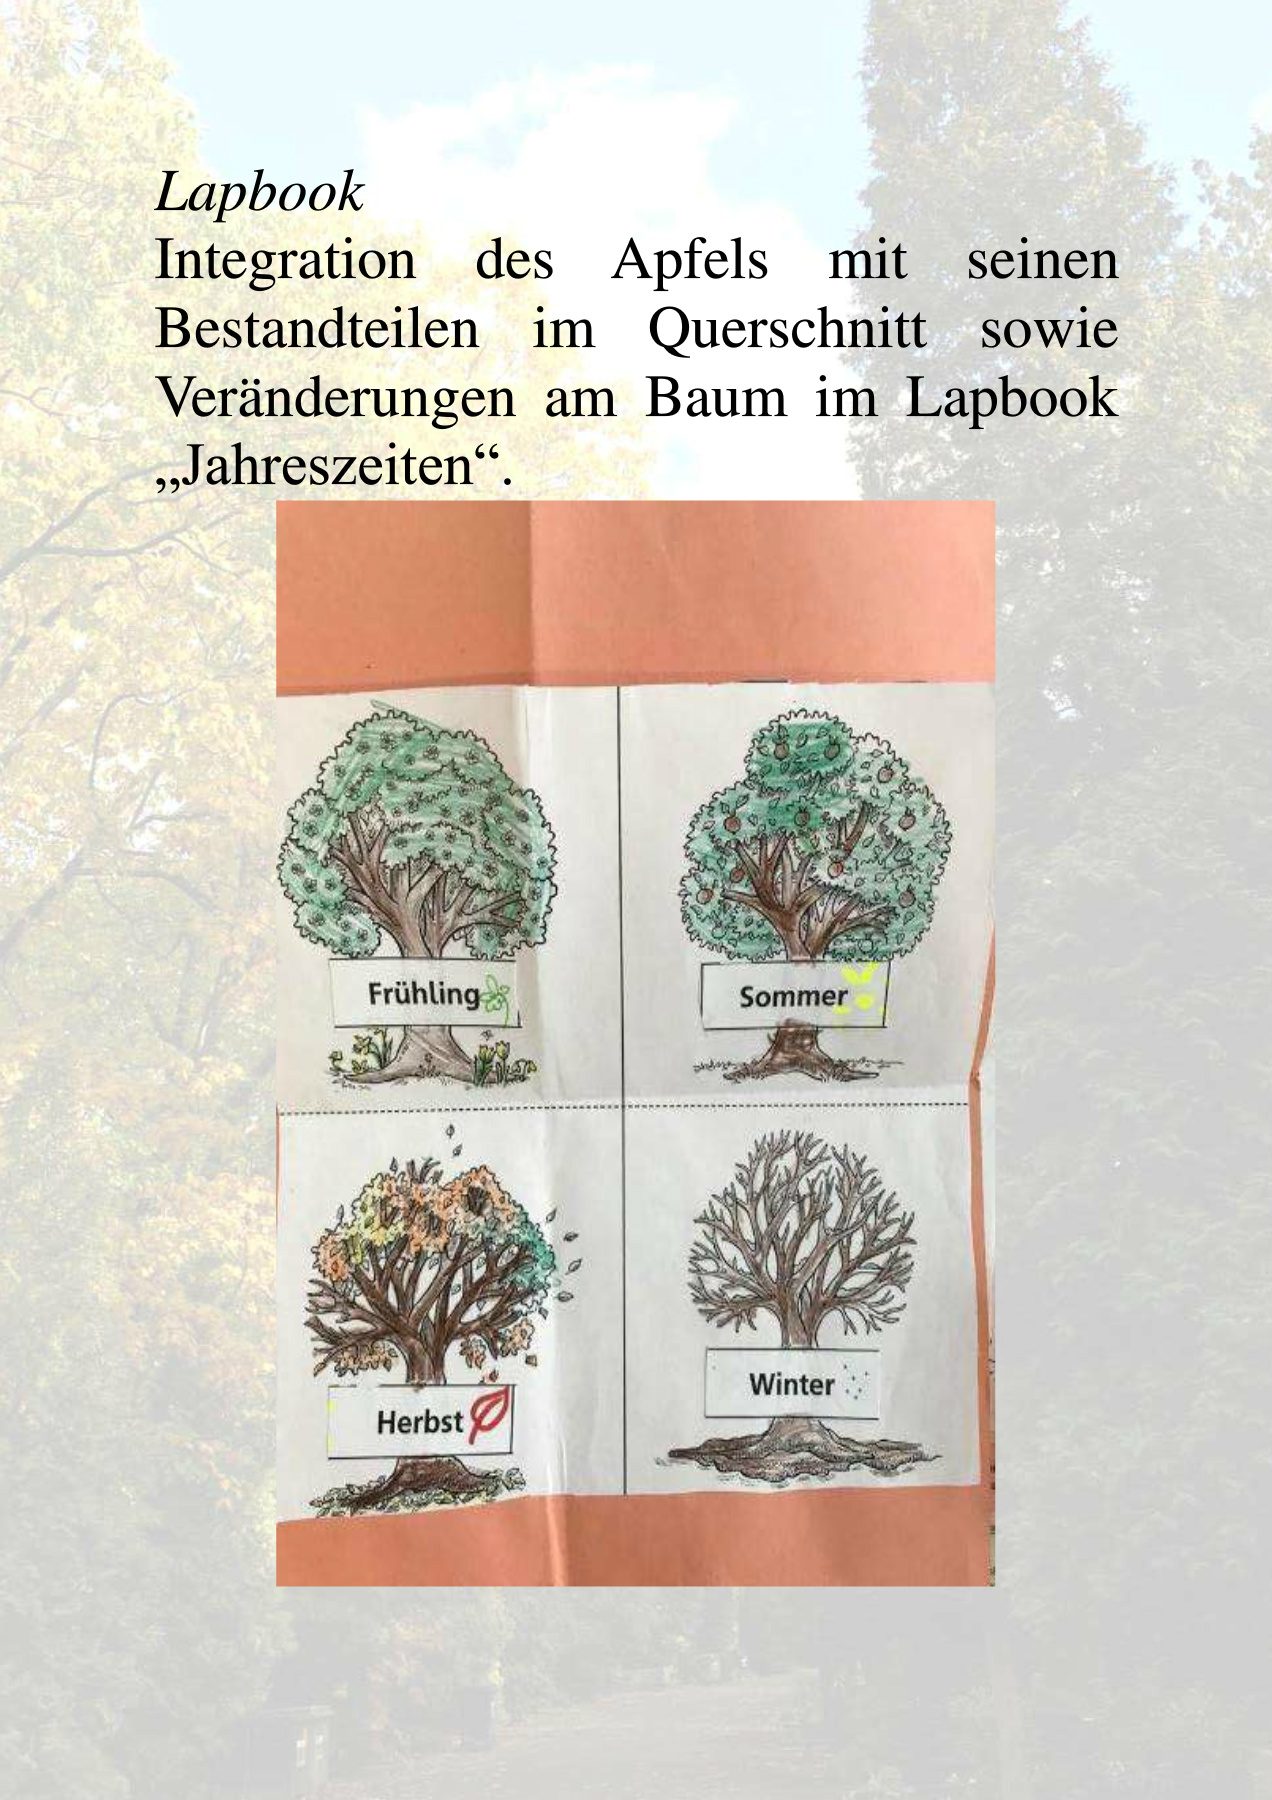 Lapbook
Integration des Apfels mit seinen
Bestandteilen im Querschnitt sowie
Veränderungen am Baum im Lapbook
„Jahreszeiten“.
Frühling
Sommer
Herbst
Winter